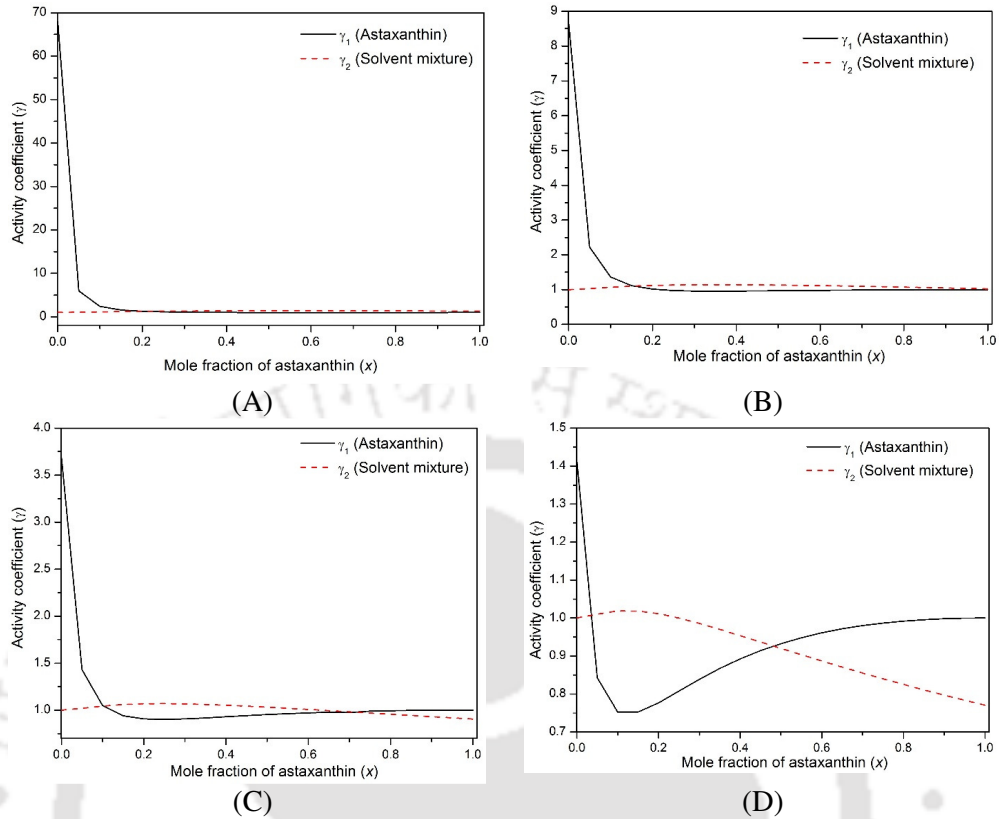 70
60
50
40
30
20
10
0
Activity coefficient (γ)
γ1 (Astaxanthin)
γ2 (Solvent mixture)
0.0 0.2 0.4 0.6 0.8 1.0
Mole fraction of astaxanthin (x)
(A)
9
8
7
6
5
4
3
2
1
0
Activity coefficient (γ)
γ1 (Astaxanthin)
γ2 (Solvent mixture)
0.0 0.2 0.4 0.6 0.8 1.0
Mole fraction of astaxanthin (x)
(B)
4.0
3.5
3.0
2.5
2.0
1.5
1.0
Activity coefficient (γ)
γ1 (Astaxanthin)
γ2 (Solvent mixture)
0.0 0.2 0.4 0.6 0.8 1.0
Mole fraction of astaxanthin (x)
(C)
1.5
1.4
1.3
1.2
1.1
1.0
0.9
0.8
0.7
Activity coefficient (γ)
γ1 (Astaxanthin)
γ2 (Solvent mixture)
0.0 0.2 0.4 0.6 0.8 1.0
Mole fraction of astaxanthin (x)
(D)